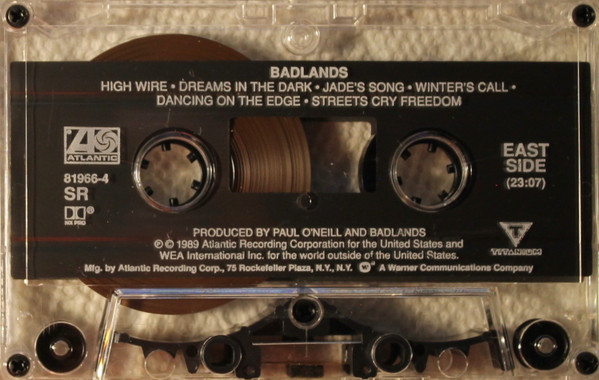 BADLANDS
HIGH WIRE • DREAMS IN THE DARK • JADE'S SONG • WINTER'S CALL •
DANCING ON THE EDGE • STREETS CRY FREEDOM
ATLANTIC
81966-4
SR
HX PRO
EAST
SIDE
(23:07)
TITANIUM
PRODUCED BY PAUL O'NEILL AND BADLANDS
℗ © 1989 Atlantic Recording Corporation for the United States and
WEA International Inc. for the world outside of the United States.
Mfg. by Atlantic Recording Corp., 75 Rockefeller Plaza, N.Y., N.Y. ® A Warner Communications Company